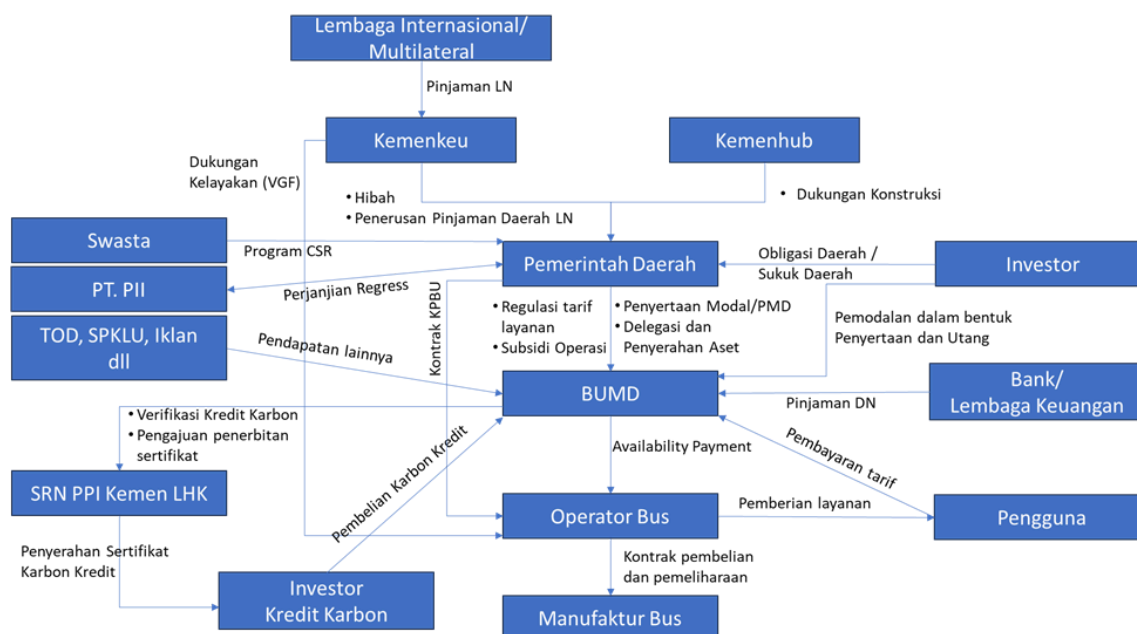 Lembaga Internasional/
Multilateral
Pinjaman LN
Kemenkeu
Kemenhub
Dukungan
Kelayakan (VGF)
• Hibah
• Penerusan Pinjaman Daerah LN
• Dukungan Konstruksi
Swasta
Program CSR
Pemerintah Daerah
Obligasi Daerah /
Sukuk Daerah
Investor
PT. PII
Perjanjian Regress
Kontrak KPBU
• Regulasi tarif
layanan
• Subsidi Operasi
• Penyertaan Modal/PMD
• Delegasi dan
Penyerahan Aset
Pemodalan dalam bentuk
Penyertaan dan Utang
TOD, SPKLU, Iklan
dll
Pendapatan lainnya
BUMD
Pinjaman DN
Bank/
Lembaga Keuangan
• Verifikasi Kredit Karbon
• Pengajuan penerbitan
sertifikat
Availability Payment
Pembayaran tarif
SRN PPI Kemen LHK
Pembelian Karbon Kredit
Operator Bus
Pemberian layanan
Pengguna
Penyerahan Sertifikat
Karbon Kredit
Kontrak pembelian
dan pemeliharaan
Investor
Kredit Karbon
Manufaktur Bus